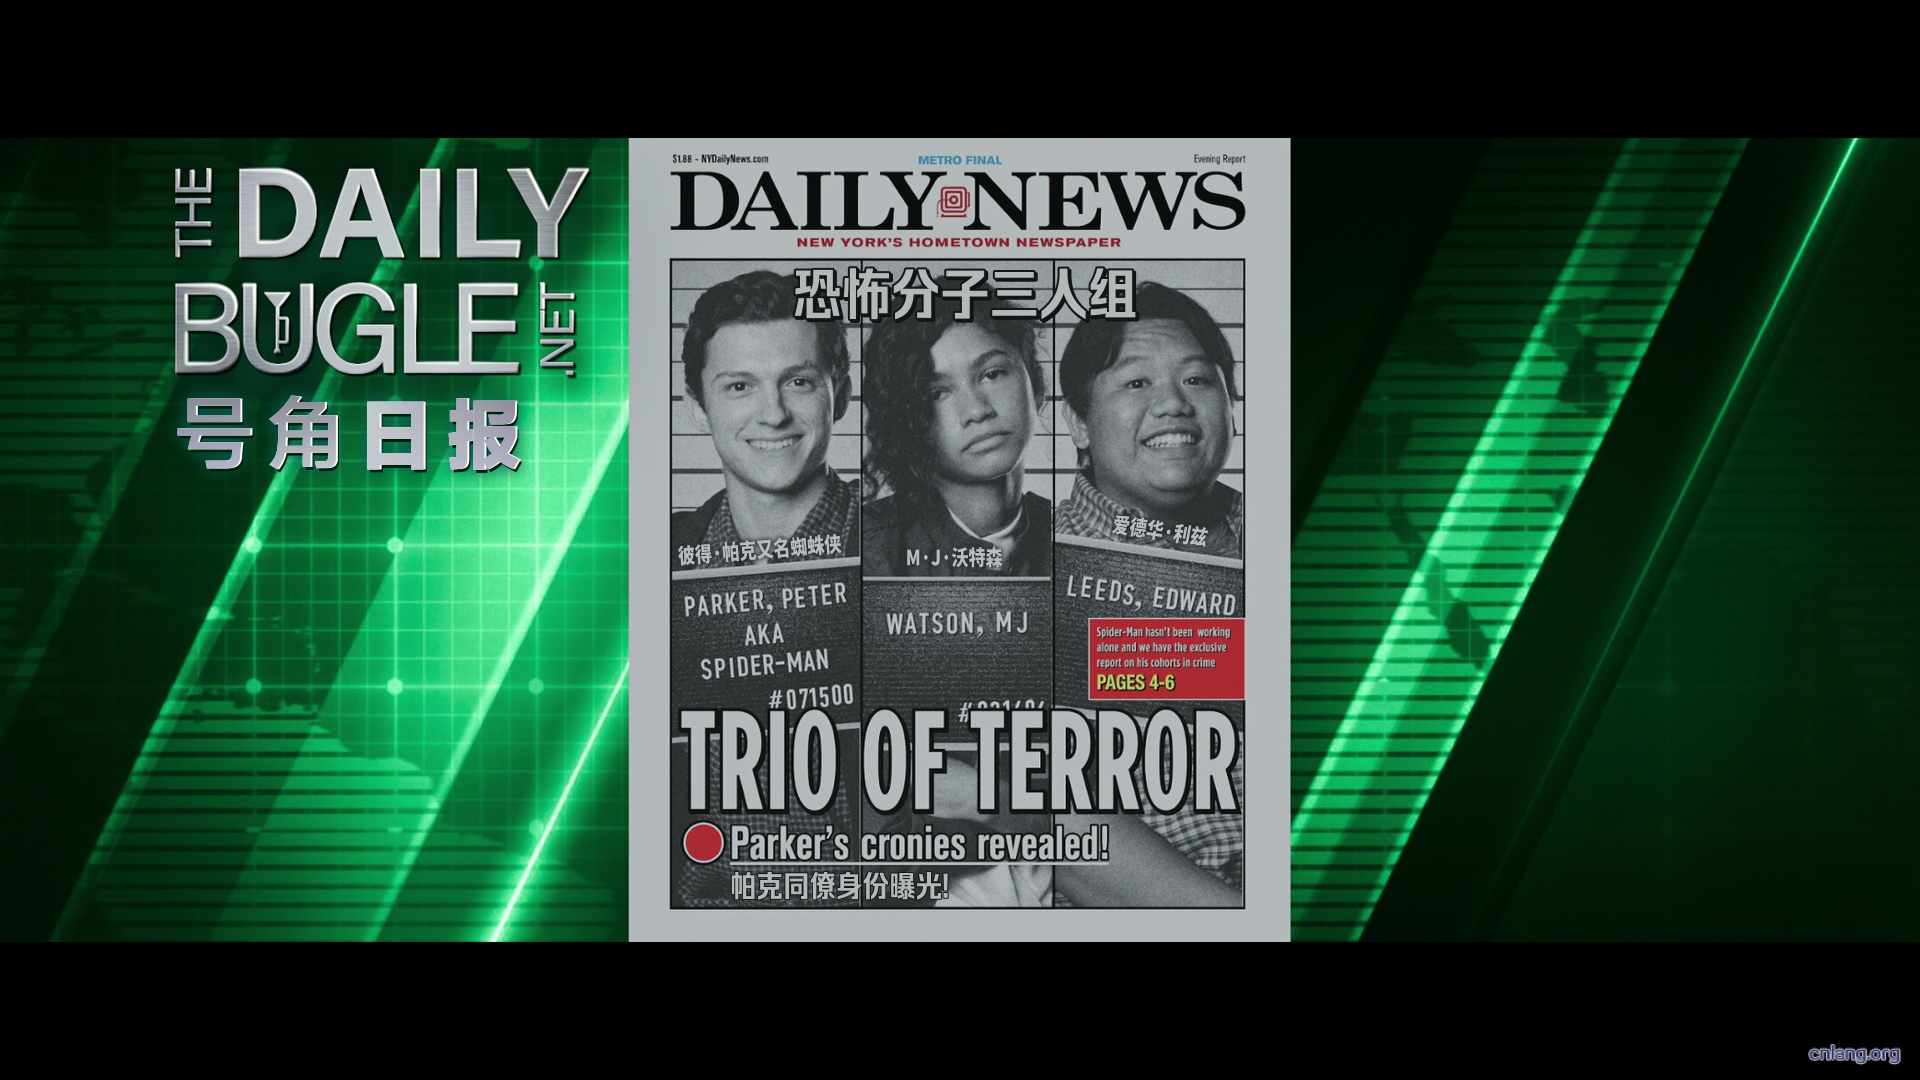 THE DAILY
BUGLE .NET
号角日报
$1.88 - NYDailyNews.com
METRO FINAL
Evening Report
DAILY NEWS
NEW YORK'S HOMETOWN NEWSPAPER
恐怖分子三人组
彼得·帕克又名蜘蛛侠
PARKER, PETER
AKA
SPIDER-MAN
#071500
M·J·沃特森
WATSON, MJ
爱德华·利兹
LEEDS, EDWARD
Spider-Man hasn't been working
alone and we have the exclusive
report on his cohorts in crime
PAGES 4-6
TRIO OF TERROR
Parker's cronies revealed!
帕克同僚身份曝光!
cnlang.org